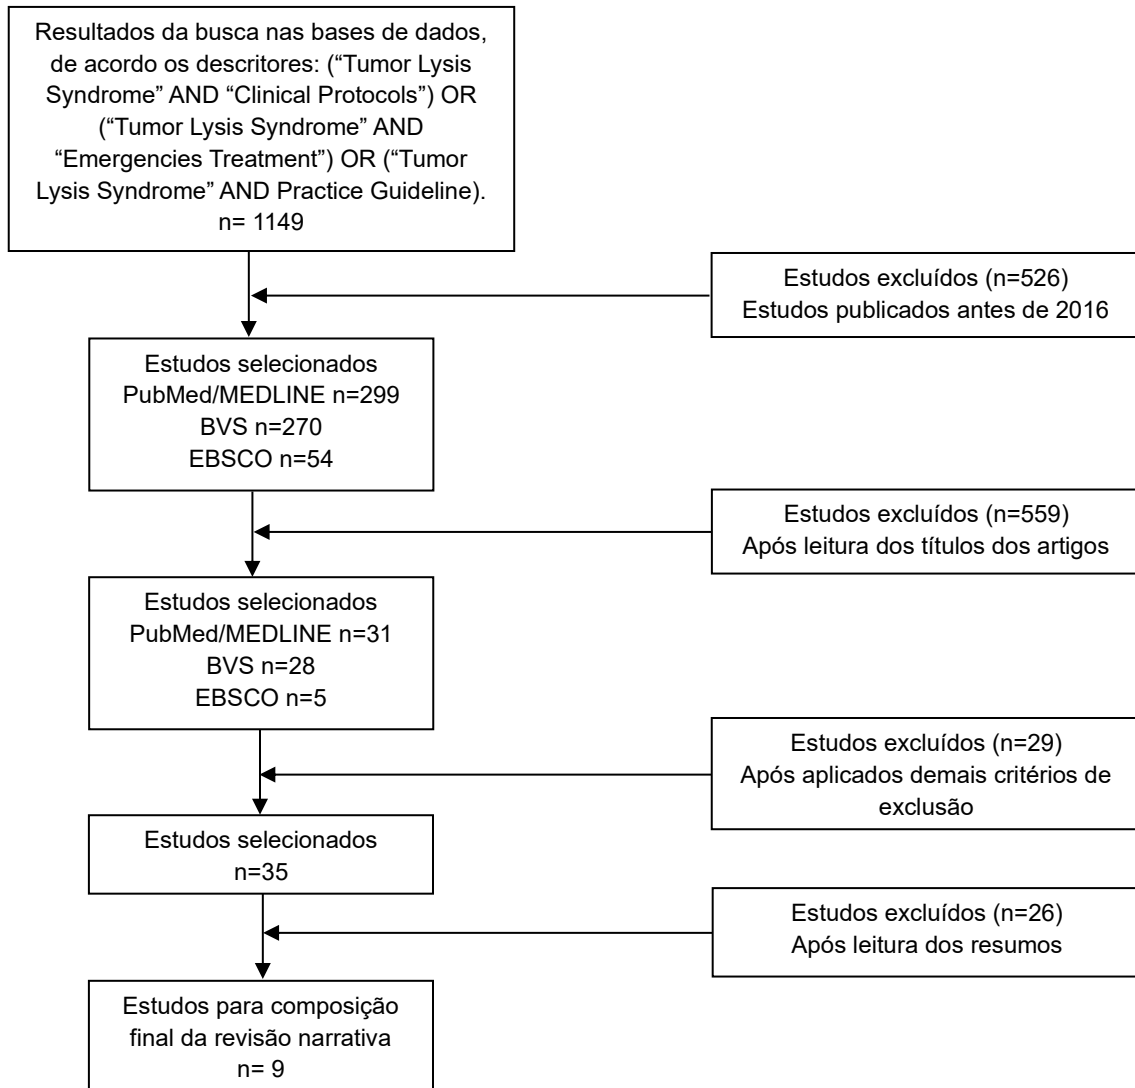 Resultados da busca nas bases de dados,
de acordo os descritores: (“Tumor Lysis
Syndrome” AND “Clinical Protocols”) OR
(“Tumor Lysis Syndrome” AND
“Emergencies Treatment”) OR (“Tumor
Lysis Syndrome” AND Practice Guideline).
n= 1149
Estudos excluídos (n=526)
Estudos publicados antes de 2016
Estudos selecionados
PubMed/MEDLINE n=299
BVS n=270
EBSCO n=54
Estudos excluídos (n=559)
Após leitura dos títulos dos artigos
Estudos selecionados
PubMed/MEDLINE n=31
BVS n=28
EBSCO n=5
Estudos excluídos (n=29)
Após aplicados demais critérios de
exclusão
Estudos selecionados
n=35
Estudos excluídos (n=26)
Após leitura dos resumos
Estudos para composição
final da revisão narrativa
n= 9